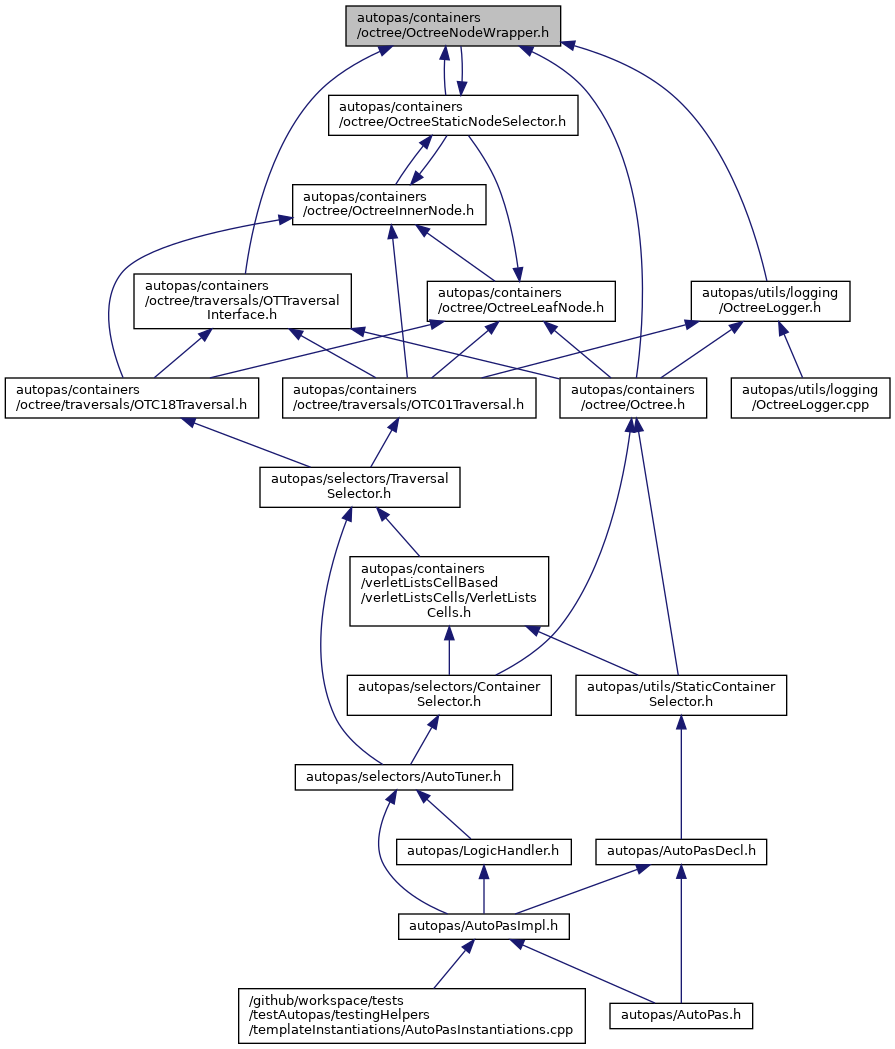 autopas/containers
/octree/OctreeNodeWrapper.h
autopas/containers
/octree/OctreeStaticNodeSelector.h
autopas/containers
/octree/OctreeInnerNode.h
autopas/containers
/octree/traversals/OTTraversal
Interface.h
autopas/containers
/octree/OctreeLeafNode.h
autopas/utils/logging
/OctreeLogger.h
autopas/containers
/octree/traversals/OTC18Traversal.h
autopas/containers
/octree/traversals/OTC01Traversal.h
autopas/containers
/octree/Octree.h
autopas/utils/logging
/OctreeLogger.cpp
autopas/selectors/Traversal
Selector.h
autopas/containers
/verletListsCellBased
/verletListsCells/VerletLists
Cells.h
autopas/selectors/Container
Selector.h
autopas/utils/StaticContainer
Selector.h
autopas/selectors/AutoTuner.h
autopas/LogicHandler.h
autopas/AutoPasDecl.h
autopas/AutoPasImpl.h
/github/workspace/tests
/testAutopas/testingHelpers
/templateInstantiations/AutoPasInstantiations.cpp
autopas/AutoPas.h